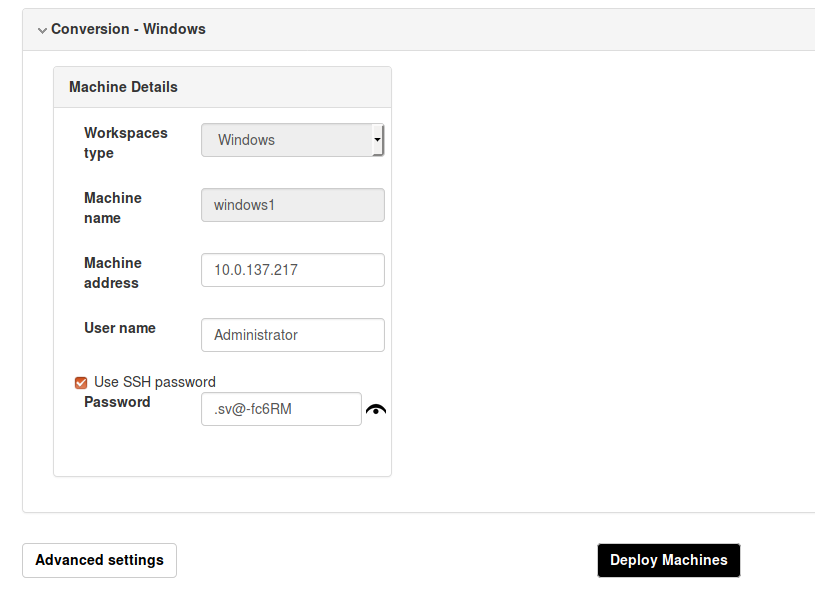 Conversion - Windows
Machine Details
Workspaces
type
Windows
Machine
name
windows1
Machine
address
10.0.137.217
User name
Administrator
Use SSH password
Password
.sv@-fc6RM
Advanced settings
Deploy Machines